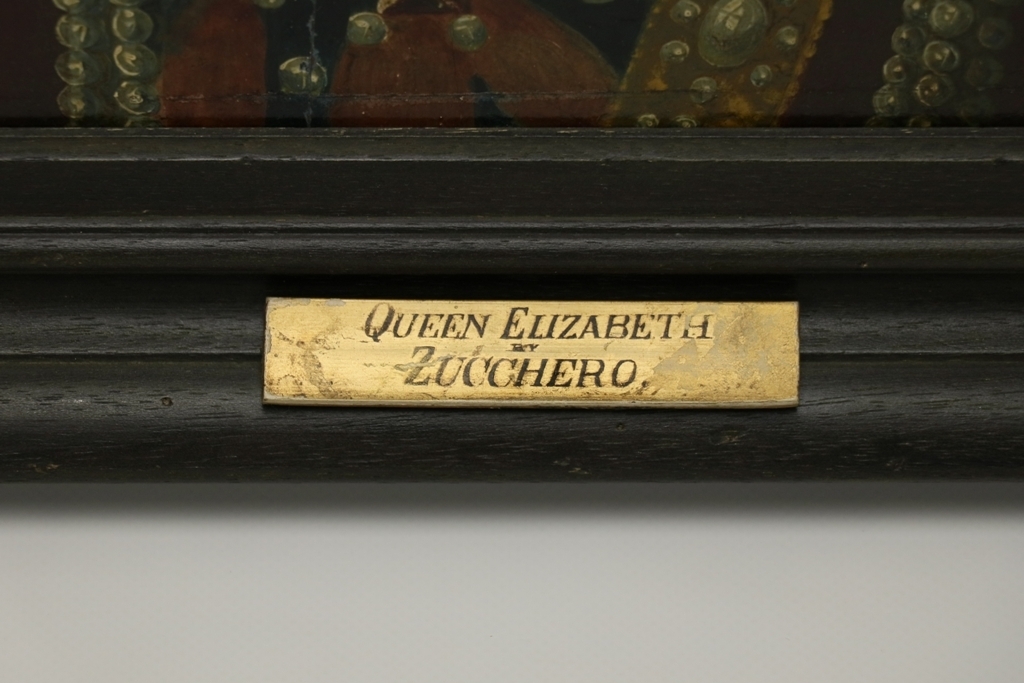 QUEEN ELIZABETH
BY
ZUCCHERO.